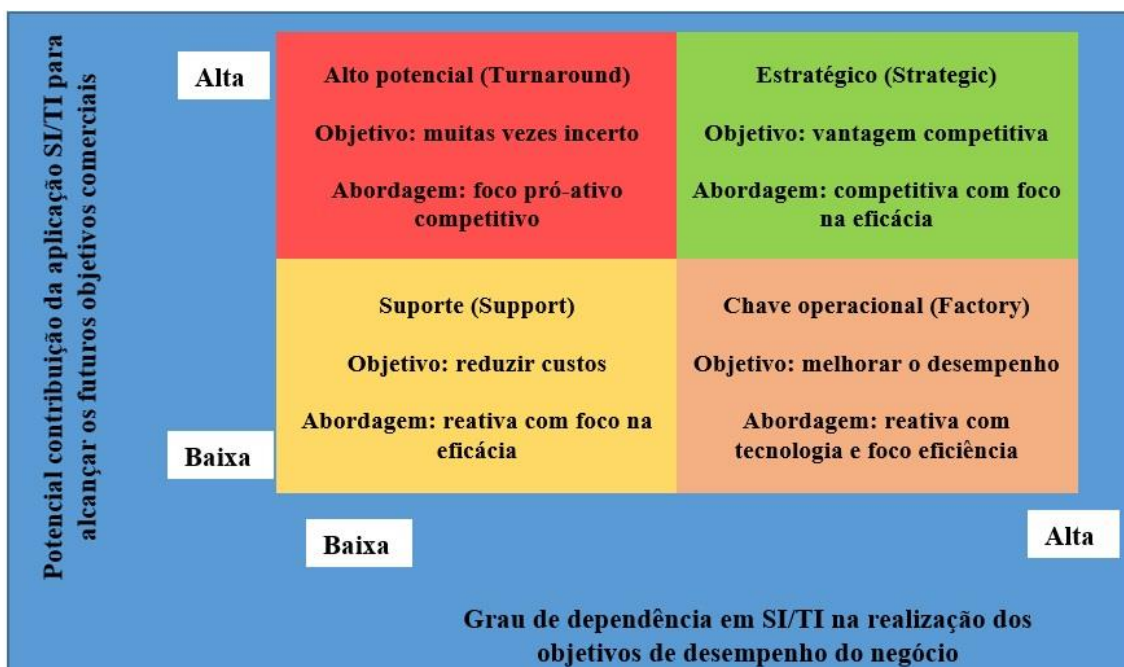 Potencial contribuição da aplicação SI/TI para
alcançar os futuros objetivos comerciais
Alta
Alto potencial (Turnaround)
Objetivo: muitas vezes incerto
Abordagem: foco pró-ativo
competitivo
Estratégico (Strategic)
Objetivo: vantagem competitiva
Abordagem: competitiva com foco
na eficácia
Suporte (Support)
Objetivo: reduzir custos
Abordagem: reativa com foco na
eficácia
Chave operacional (Factory)
Objetivo: melhorar o desempenho
Abordagem: reativa com
tecnologia e foco eficiência
Baixa
Baixa
Alta
Grau de dependência em SI/TI na realização dos
objetivos de desempenho do negócio